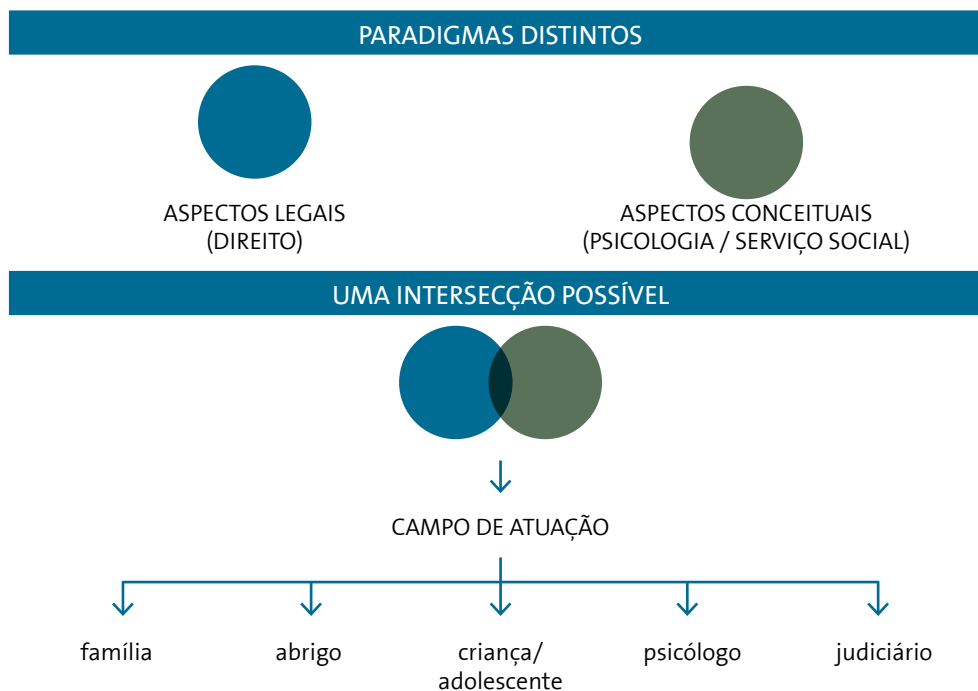 PARADIGMAS DISTINTOS
ASPECTOS LEGAIS
(DIREITO)
ASPECTOS CONCEITUAIS
(PSICOLOGIA / SERVIÇO SOCIAL)
UMA INTERSECÇÃO POSSÍVEL
CAMPO DE ATUAÇÃO
família
abrigo
criança/
adolescente
psicólogo
judiciário